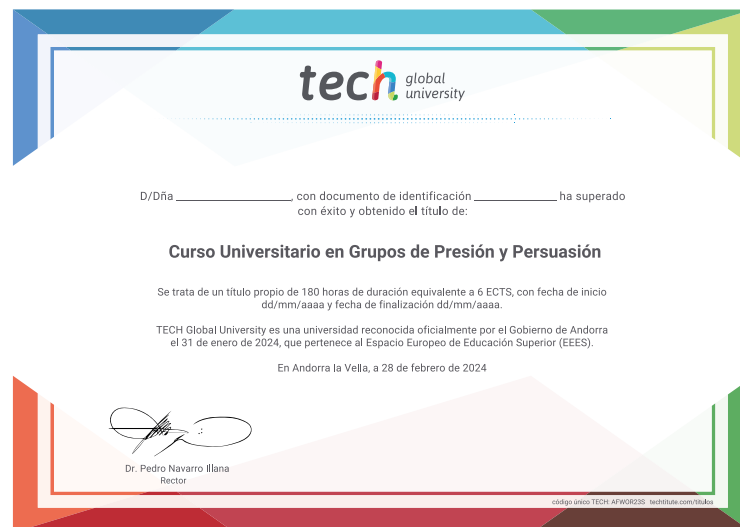 tech global
university
D/Dña ____________________, con documento de identificación ______________ ha superado
con éxito y obtenido el título de:
Curso Universitario en Grupos de Presión y Persuasión
Se trata de un título propio de 180 horas de duración equivalente a 6 ECTS, con fecha de inicio
dd/mm/aaaa y fecha de finalización dd/mm/aaaa.
TECH Global University es una universidad reconocida oficialmente por el Gobierno de Andorra
el 31 de enero de 2024, que pertenece al Espacio Europeo de Educación Superior (EEES).
En Andorra la Vella, a 28 de febrero de 2024
Dr. Pedro Navarro Illana
Rector
código único TECH: AFWOR23S techtitute.com/titulos